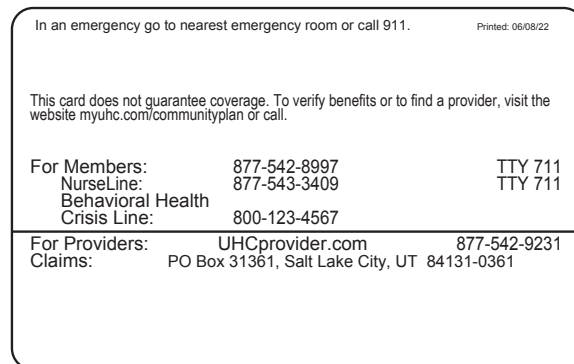 In an emergency go to nearest emergency room or call 911. Printed: 06/08/22
This card does not guarantee coverage. To verify benefits or to find a provider, visit the
website myuhc.com/communityplan or call.
For Members: 877-542-8997 TTY 711
NurseLine: 877-543-3409 TTY 711
Behavioral Health
Crisis Line: 800-123-4567
For Providers: UHCprovider.com 877-542-9231
Claims: PO Box 31361, Salt Lake City, UT 84131-0361